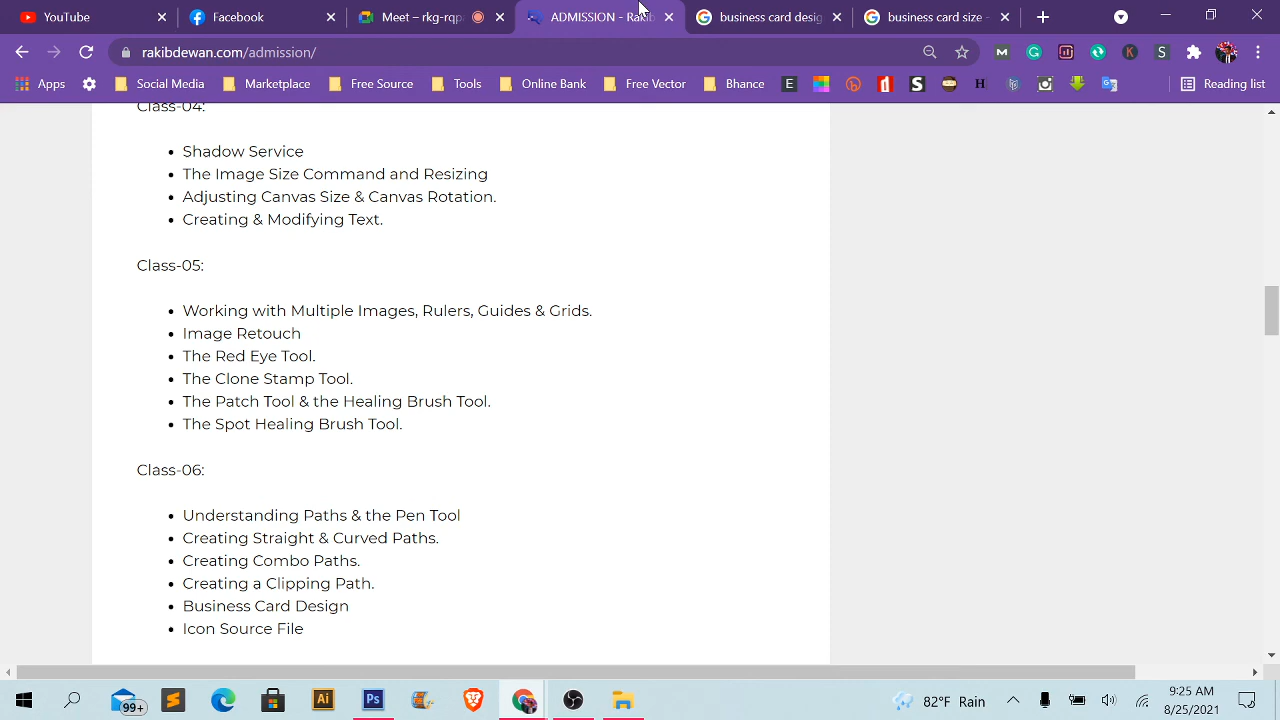 YouTube
Facebook
Meet – rkg-rqp
ADMISSION - Rakib
business card desig
business card size -
rakibdewan.com/admission/
Apps
Social Media
Marketplace
Free Source
Tools
Online Bank
Free Vector
Bhance
Reading list
Class-04:
• Shadow Service
• The Image Size Command and Resizing
• Adjusting Canvas Size & Canvas Rotation.
• Creating & Modifying Text.
Class-05:
• Working with Multiple Images, Rulers, Guides & Grids.
• Image Retouch
• The Red Eye Tool.
• The Clone Stamp Tool.
• The Patch Tool & the Healing Brush Tool.
• The Spot Healing Brush Tool.
Class-06:
• Understanding Paths & the Pen Tool
• Creating Straight & Curved Paths.
• Creating Combo Paths.
• Creating a Clipping Path.
• Business Card Design
• Icon Source File
99+
Ai
Ps
82°F Rain
9:25 AM
8/25/2021